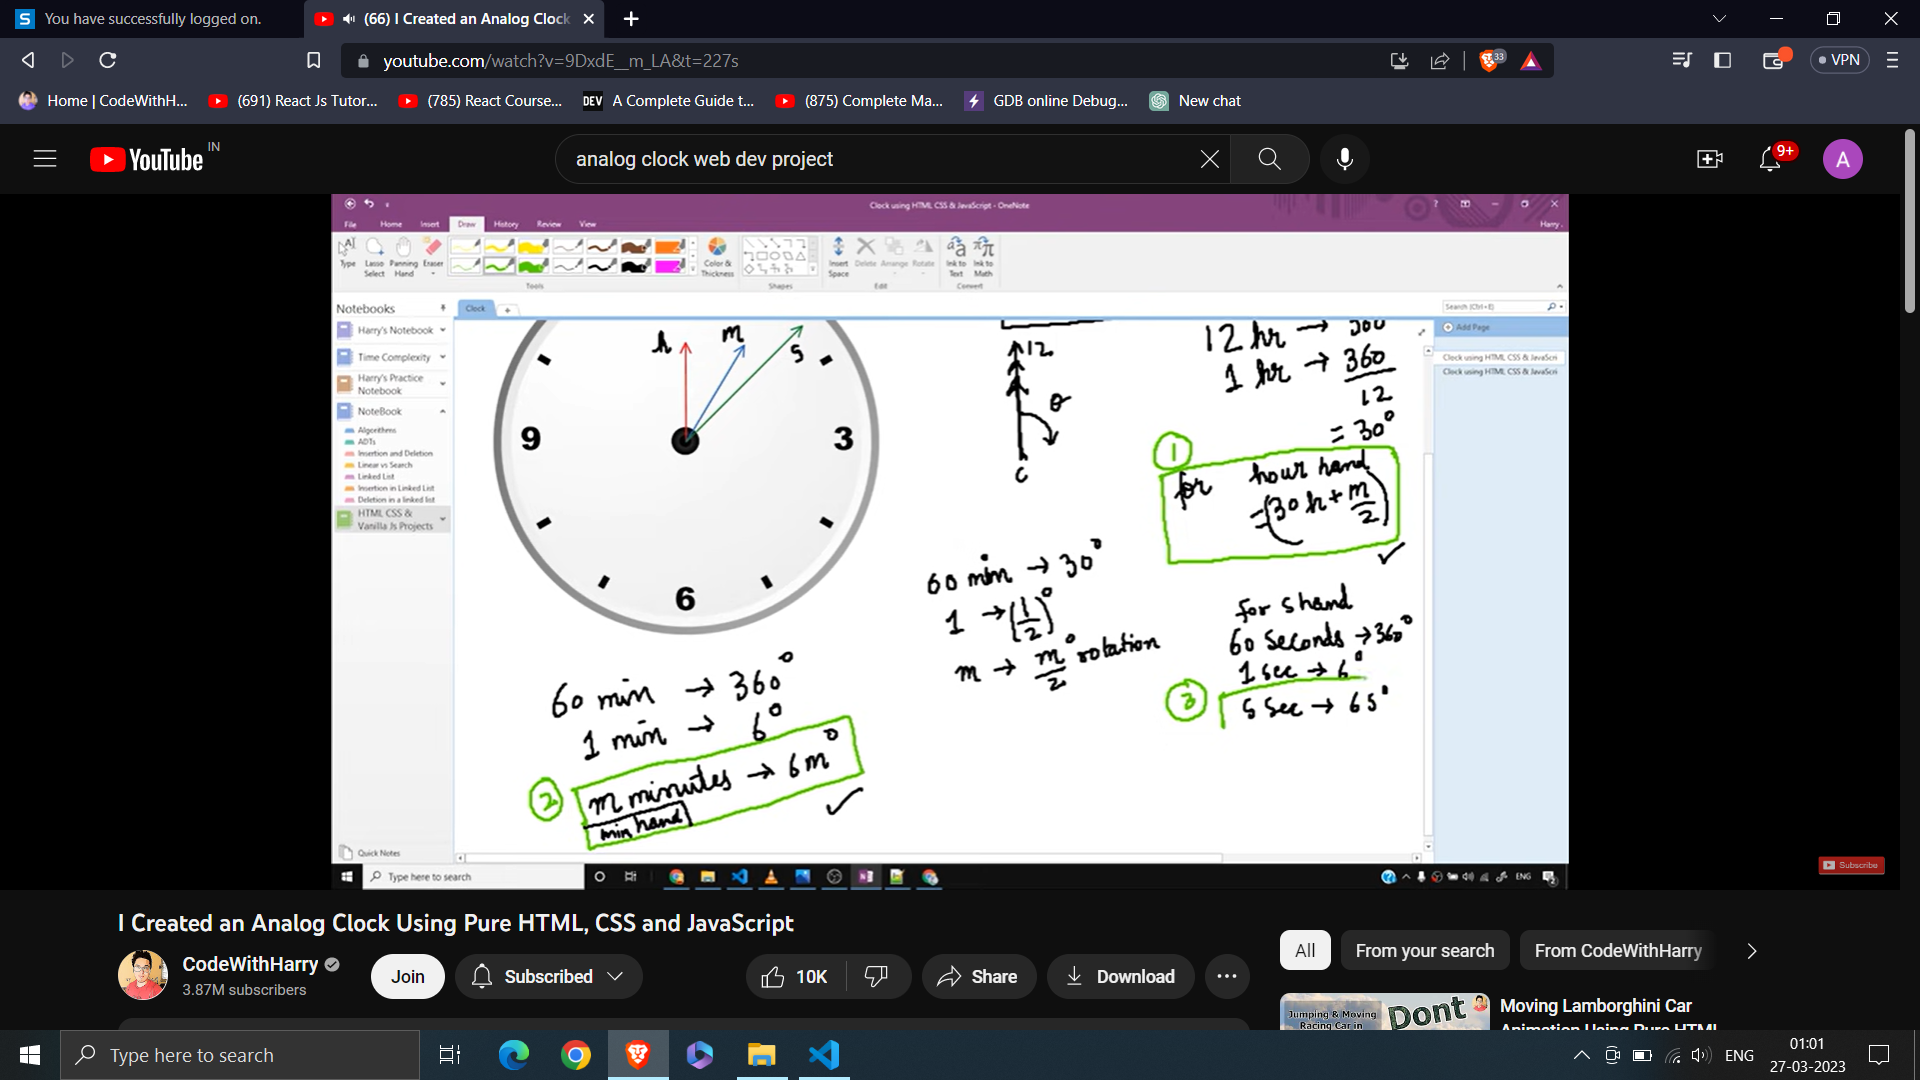 You have successfully logged on.
(66) I Created an Analog Clock
youtube.com/watch?v=9DxdE__m_LA&t=227s
33
VPN
Home | CodeWithH...
(691) React Js Tutor...
(785) React Course...
DEV A Complete Guide t...
(875) Complete Ma...
GDB online Debug...
New chat
YouTube IN
analog clock web dev project
9+
A
Clock using HTML CSS & JavaScript - OneNote
File Home Insert Draw History Review View
Harry
Type
Lasso Select
Panning Hand
Eraser
Color & Thickness
Insert Space
Delete
Arrange
Rotate
Ink to Text
Ink to Math
Tools
Shapes
Edit
Convert
Notebooks
Clock
Search (Ctrl+E)
Harry's Notebook
Time Complexity
Harry's Practice Notebook
NoteBook
Algorithms
ADTs
Insertion and Deletion
Linear vs Search
Linked List
Insertion in Linked List
Deletion in a linked list
HTML CSS &
Vanilla Js Projects
Quick Notes
Add Page
Clock using HTML CSS & JavaScri
Clock using HTML CSS & JavaScri
h m s
9 3
6
12
θ
c
12 hr → 360
1 hr → 360/12
= 30°
1
for hour hand
=(30h + m/2)
60 min → 30°
1 → (1/2)°
m → m/2° rotation
for s hand
60 seconds → 360°
1 sec → 6°
3
s sec → 6s°
60 min → 360°
1 min → 6°
2
m minutes → 6m°
min hand
Type here to search
ENG
Subscribe
I Created an Analog Clock Using Pure HTML, CSS and JavaScript
CodeWithHarry
3.87M subscribers
Join
Subscribed
10K
Share
Download
All
From your search
From CodeWithHarry
Jumping & Moving
Racing Car in
Dont
Moving Lamborghini Car
Animation Using Pure HTML
Type here to search
ENG
01:01
27-03-2023